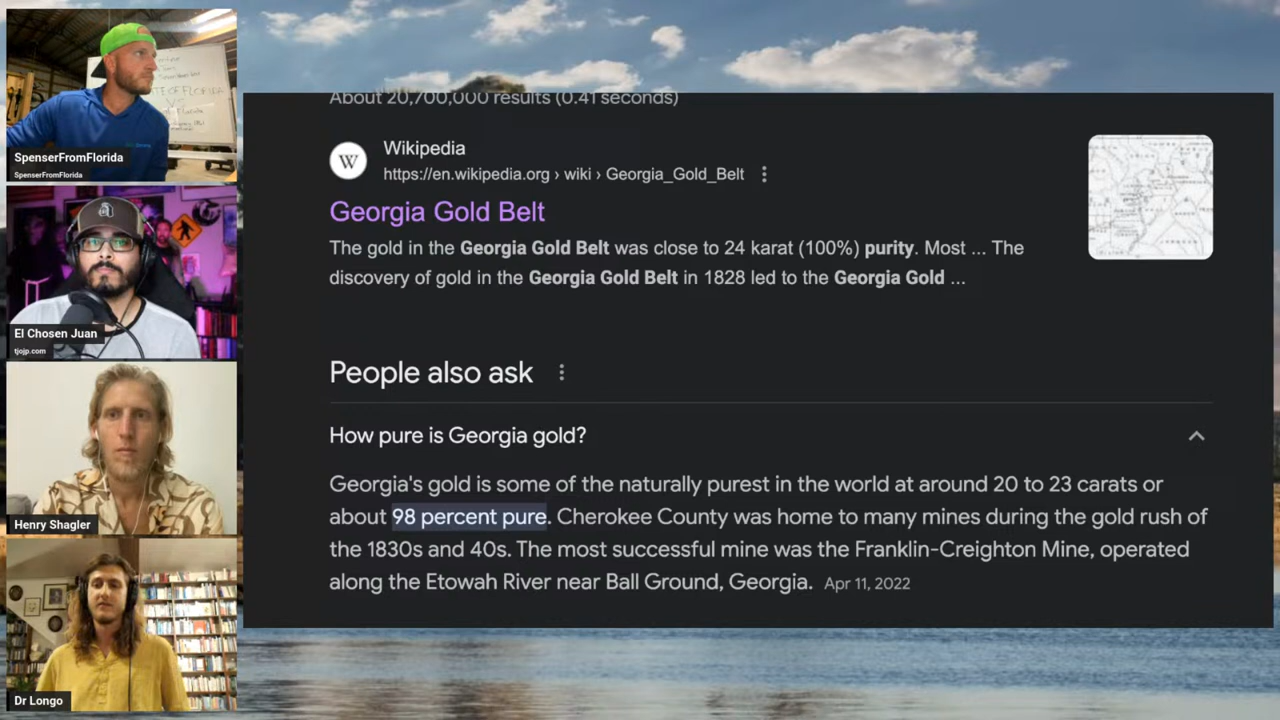 SpenserFromFlorida
SpenserFromFlorida
El Chosen Juan
tjojp.com
Henry Shagler
Dr Longo
About 20,700,000 results (0.41 seconds)
W
Wikipedia
https://en.wikipedia.org › wiki › Georgia_Gold_Belt
Georgia Gold Belt
The gold in the Georgia Gold Belt was close to 24 karat (100%) purity. Most ... The
discovery of gold in the Georgia Gold Belt in 1828 led to the Georgia Gold ...
People also ask
How pure is Georgia gold?
Georgia's gold is some of the naturally purest in the world at around 20 to 23 carats or
about 98 percent pure. Cherokee County was home to many mines during the gold rush of
the 1830s and 40s. The most successful mine was the Franklin-Creighton Mine, operated
along the Etowah River near Ball Ground, Georgia. Apr 11, 2022